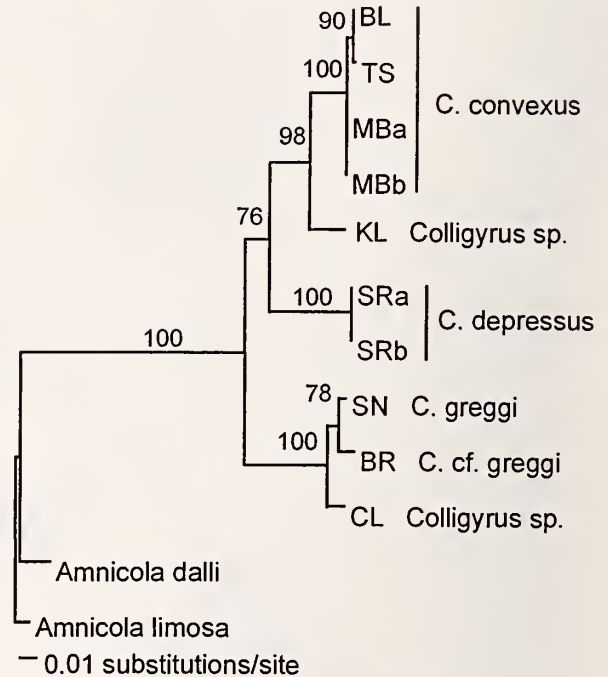 90 BL
TS
100
C. convexus
MBa
98
MBb
76
KL Colligyrus sp.
100 SRa
C. depressus
SRb
100
78 SN C. greggi
100
BR C. cf. greggi
CL Colligyrus sp.
Amnicola dalli
Amnicola limosa
0.01 substitutions/site